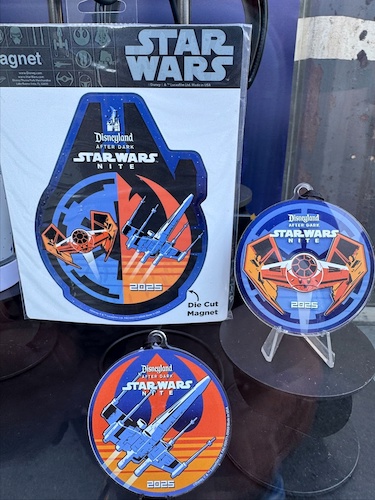 agnet
STAR
WARS
Disneyland
AFTER DARK
STAR WARS
NITE
2025
Die Cut
Magnet
Disneyland
AFTER DARK
STAR WARS
NITE
2025
Disneyland
AFTER DARK
STAR WARS
NITE
2025